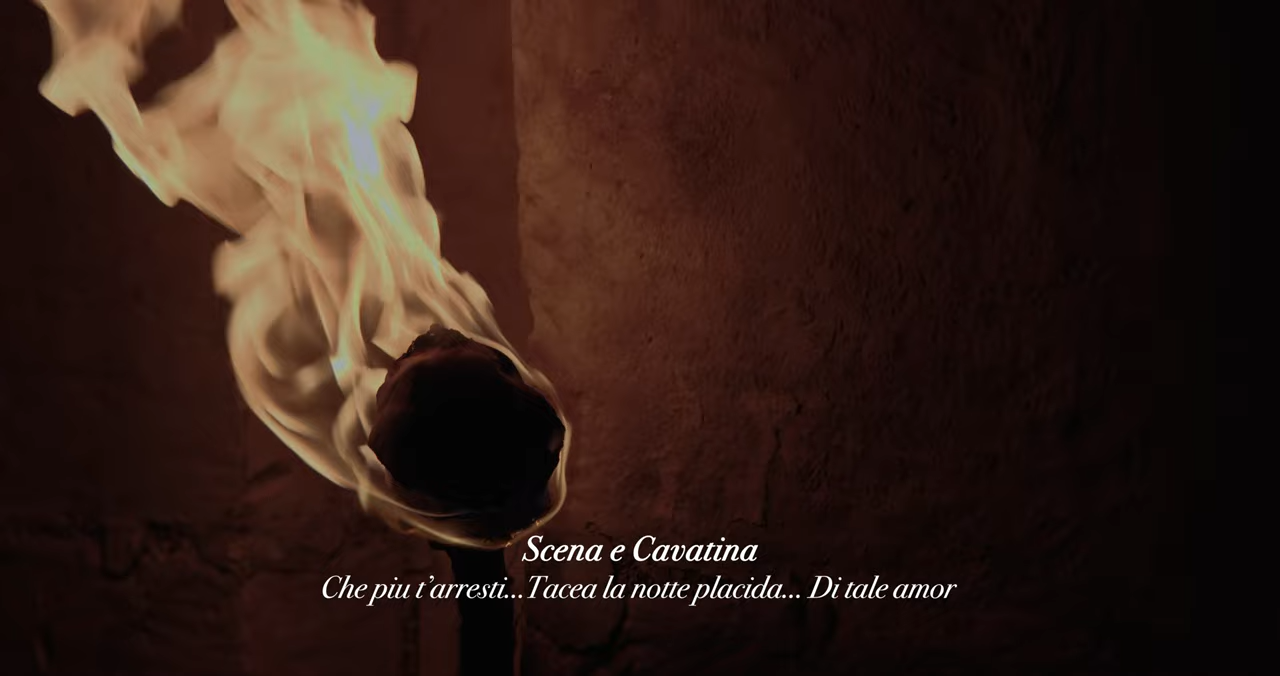 Scena e Cavatina
Che piu t’arresti...Tacea la notte placida... Di tale amor